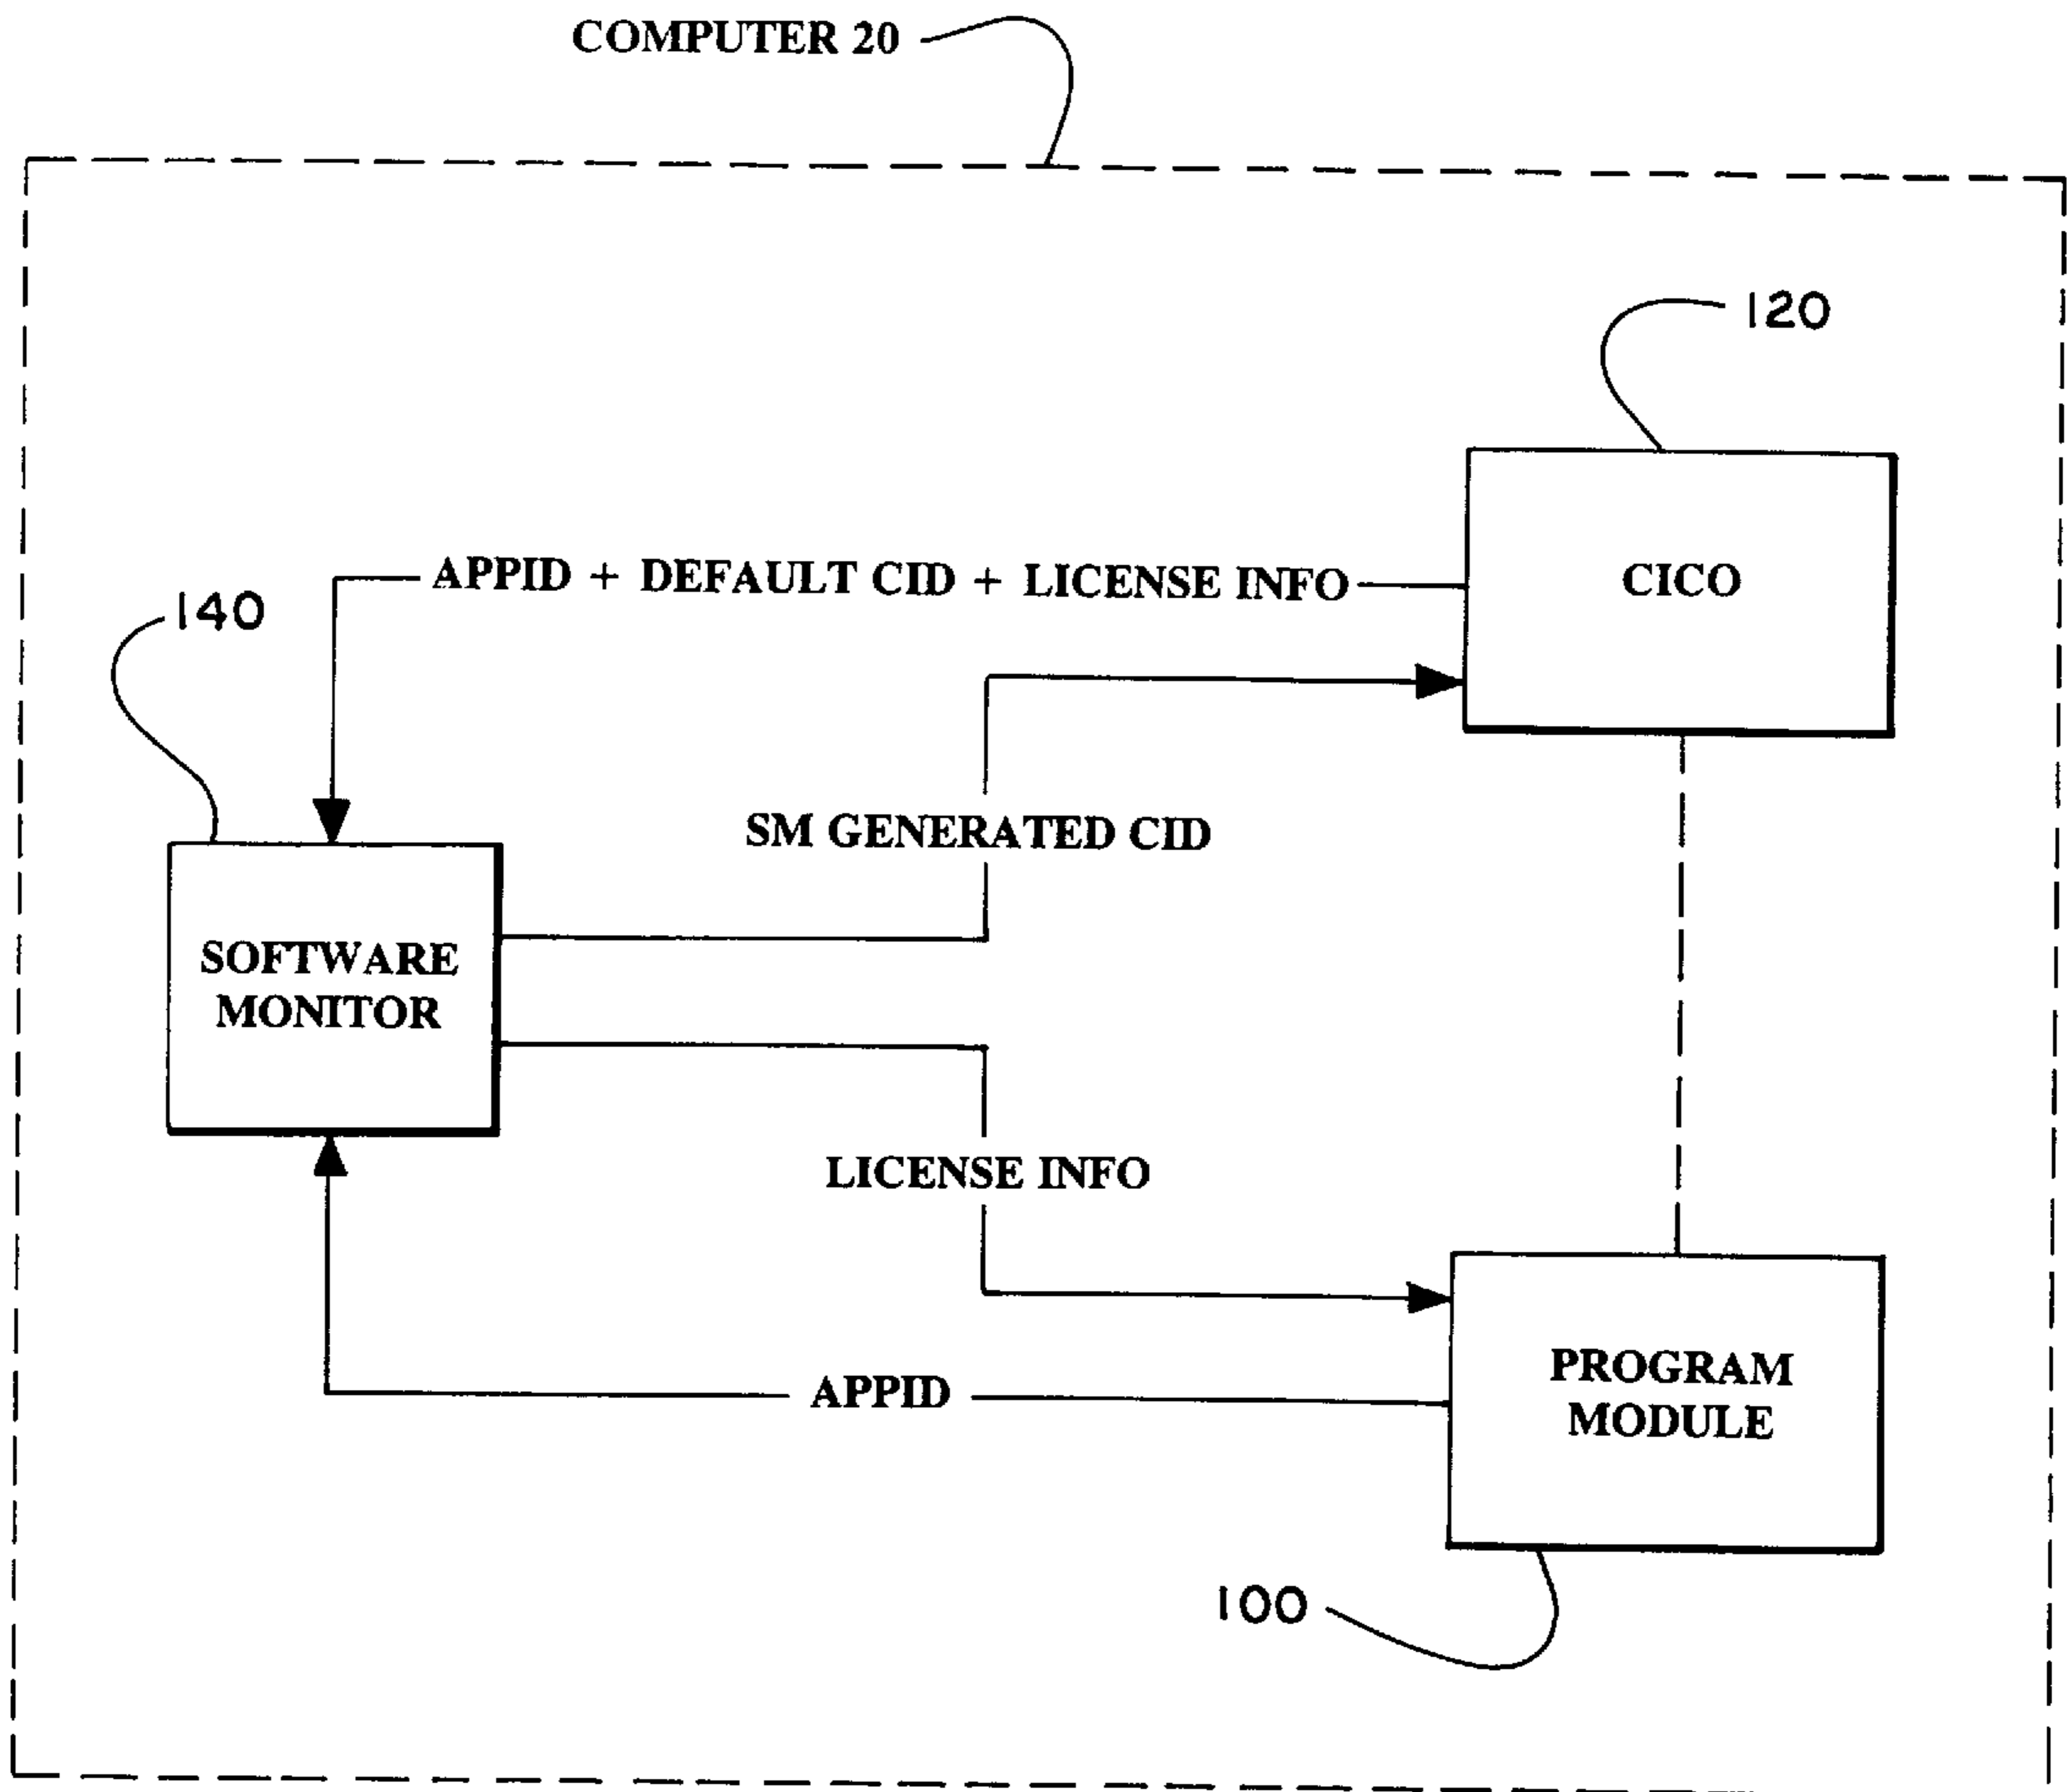 COMPUTER 20
120
APPID + DEFAULT CID + LICENSE INFO
CICO
140
SM GENERATED CID
SOFTWARE
MONITOR
LICENSE INFO
PROGRAM
MODULE
APPID
100